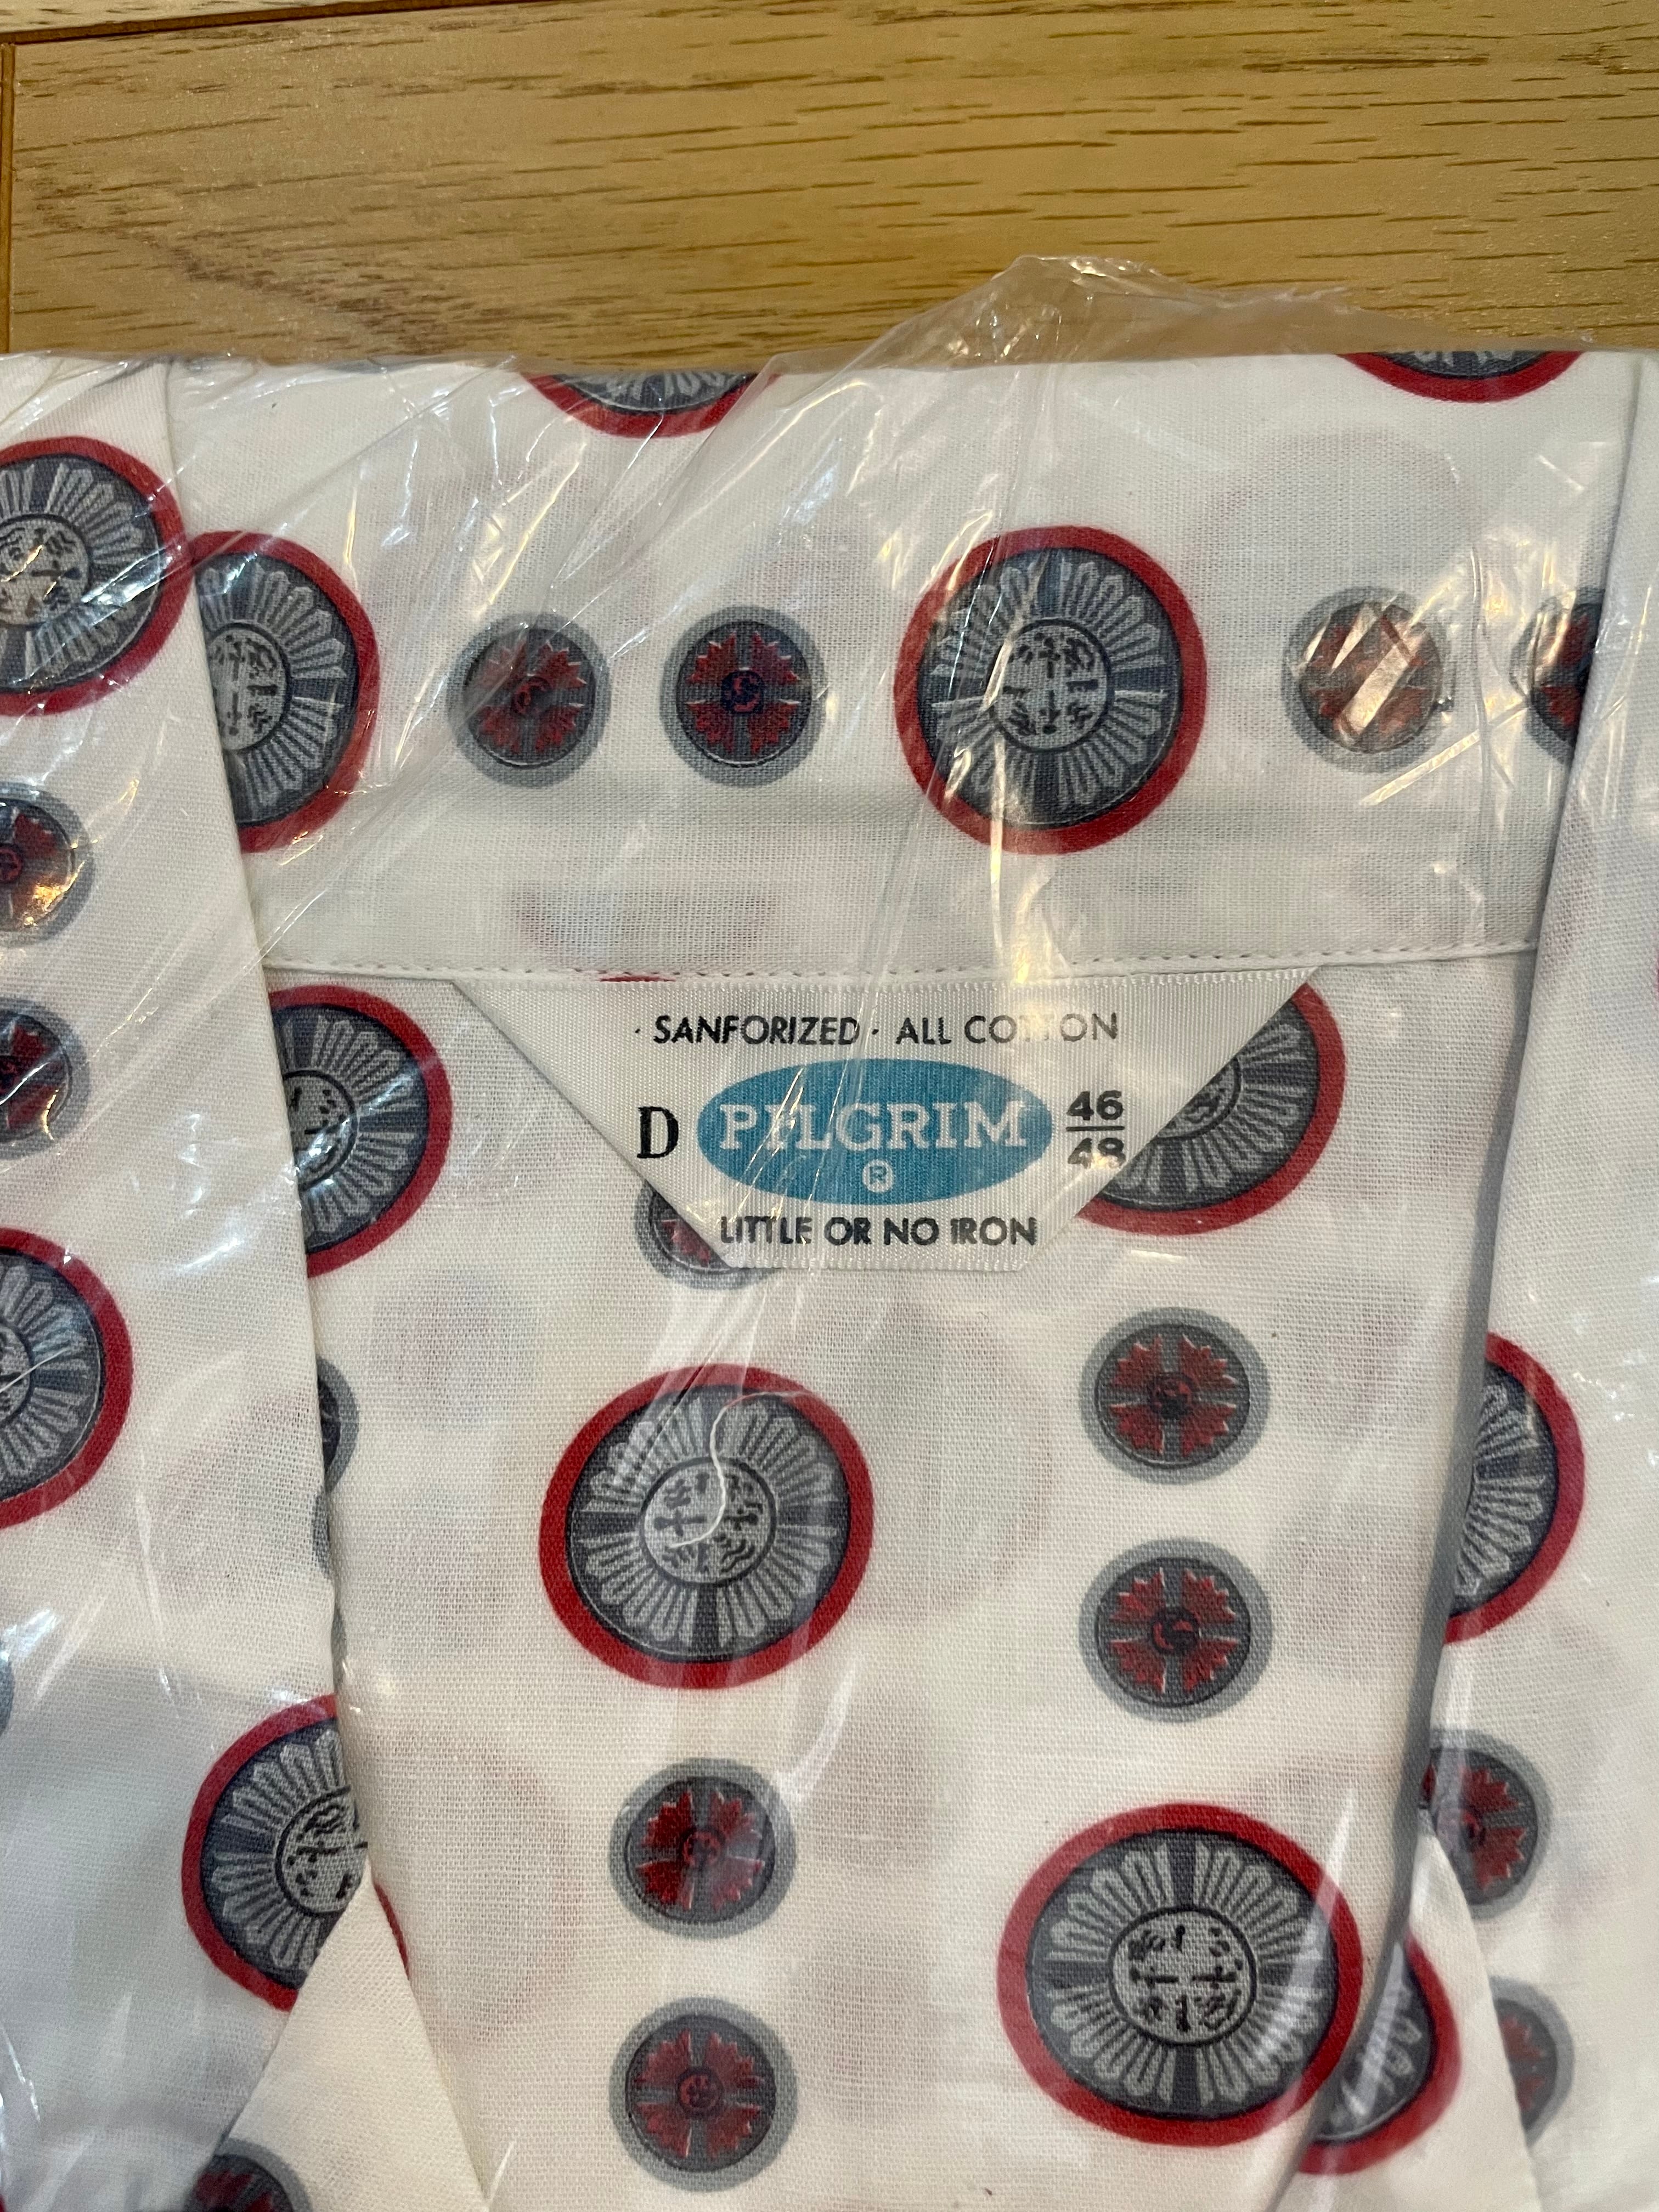 · SANFORIZED · ALL COTTON
D PILGRIM ® 46/48
LITTLE OR NO IRON